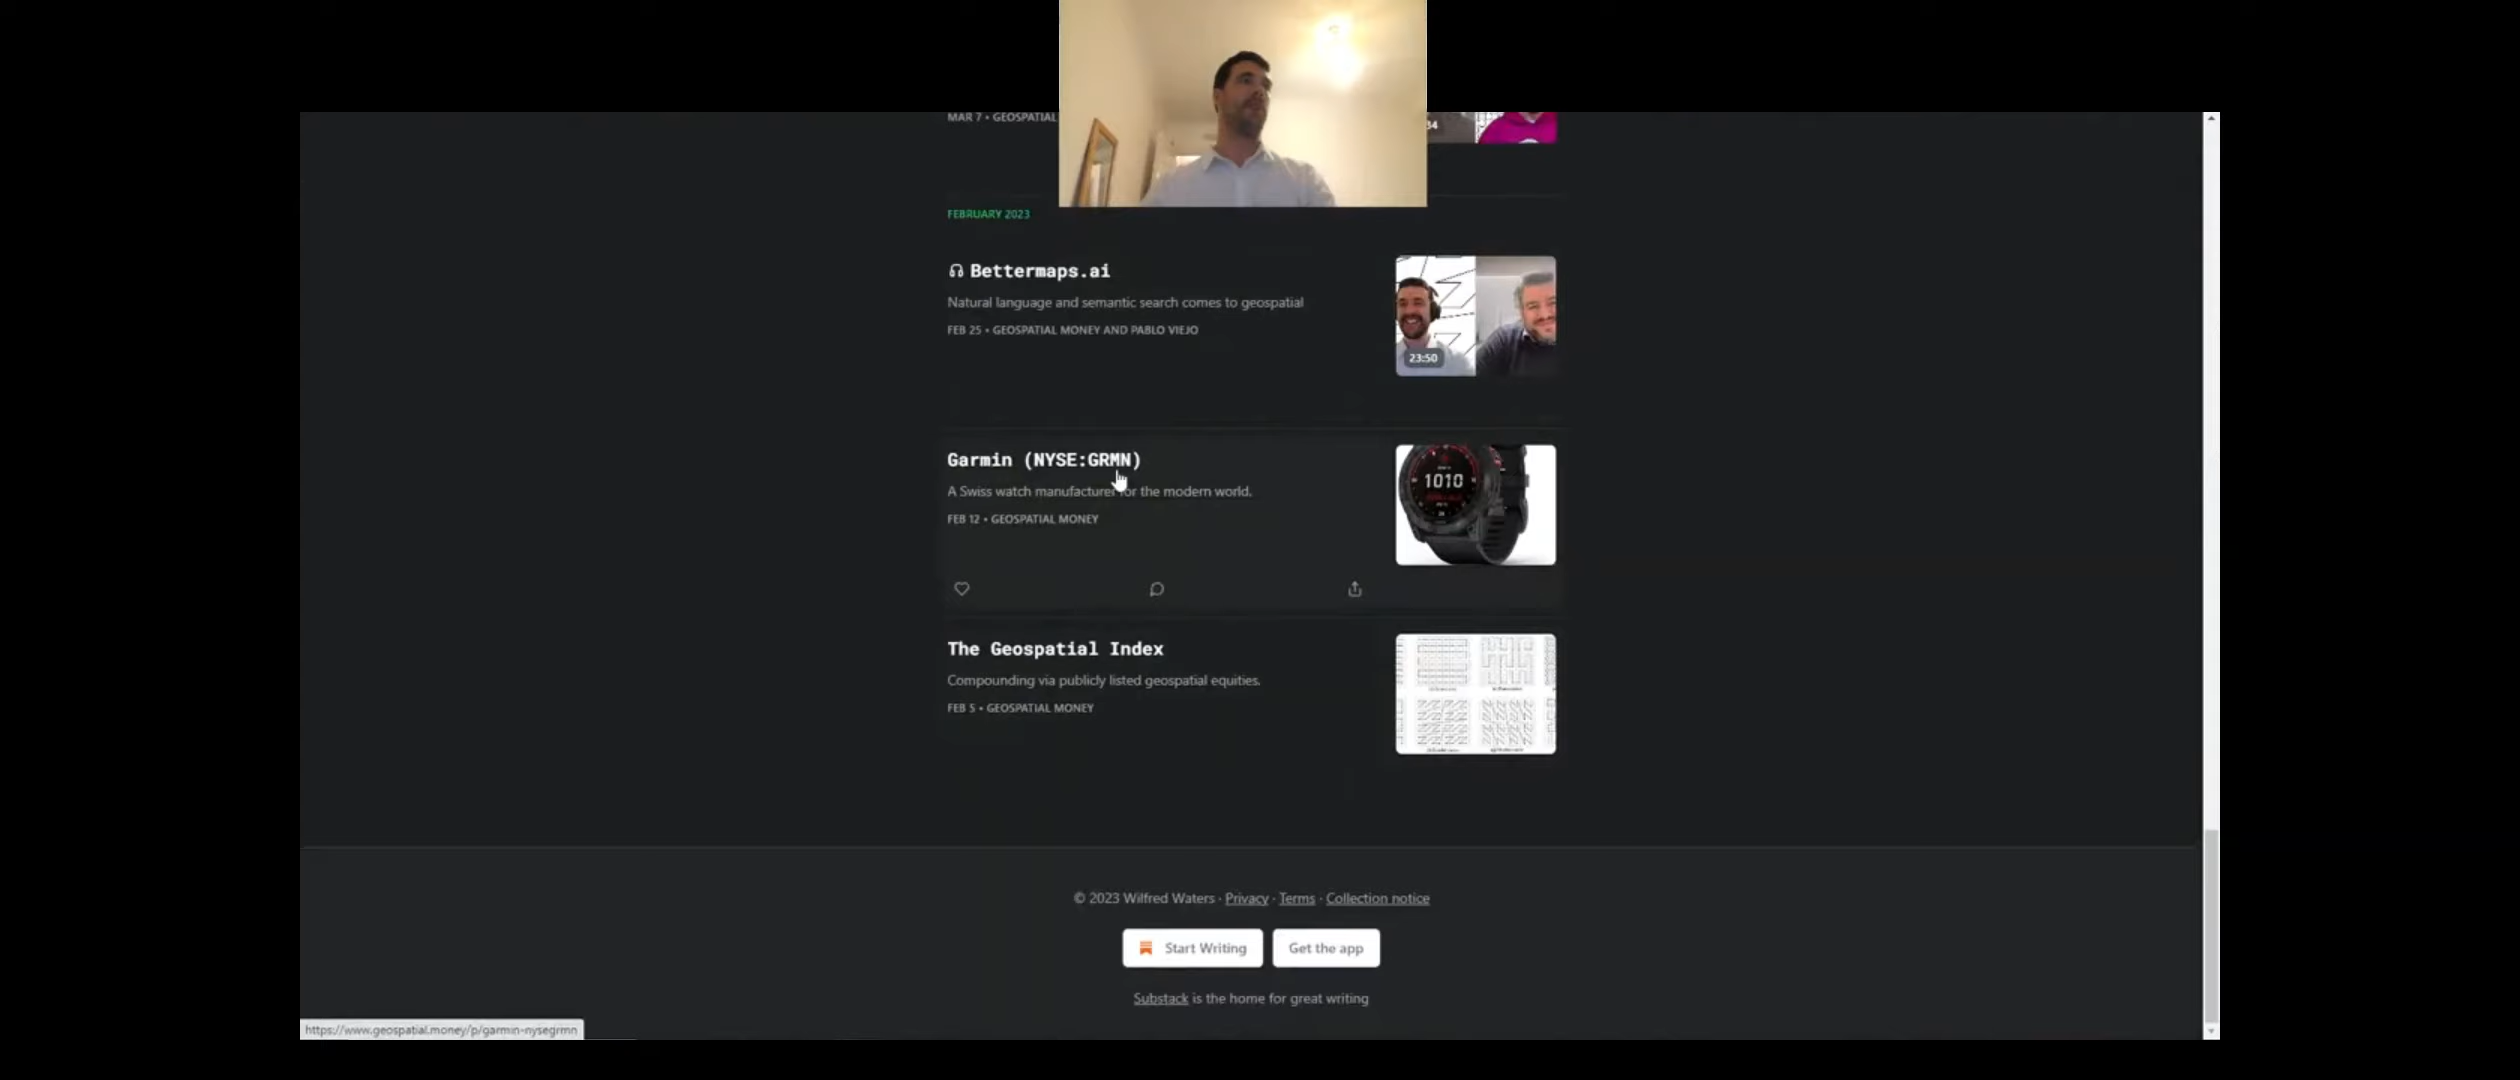 MAR 7 • GEOSPATIAL
34
FEBRUARY 2023
Bettermaps.ai
Natural language and semantic search comes to geospatial
FEB 25 • GEOSPATIAL MONEY AND PABLO VIEJO
23:50
Garmin (NYSE:GRMN)
A Swiss watch manufacturer for the modern world.
FEB 12 • GEOSPATIAL MONEY
1010
The Geospatial Index
Compounding via publicly listed geospatial equities.
FEB 5 • GEOSPATIAL MONEY
© 2023 Wilfred Waters · Privacy · Terms · Collection notice
Start Writing
Get the app
Substack is the home for great writing
https://www.geospatial.money/p/garmin-nysegrmn